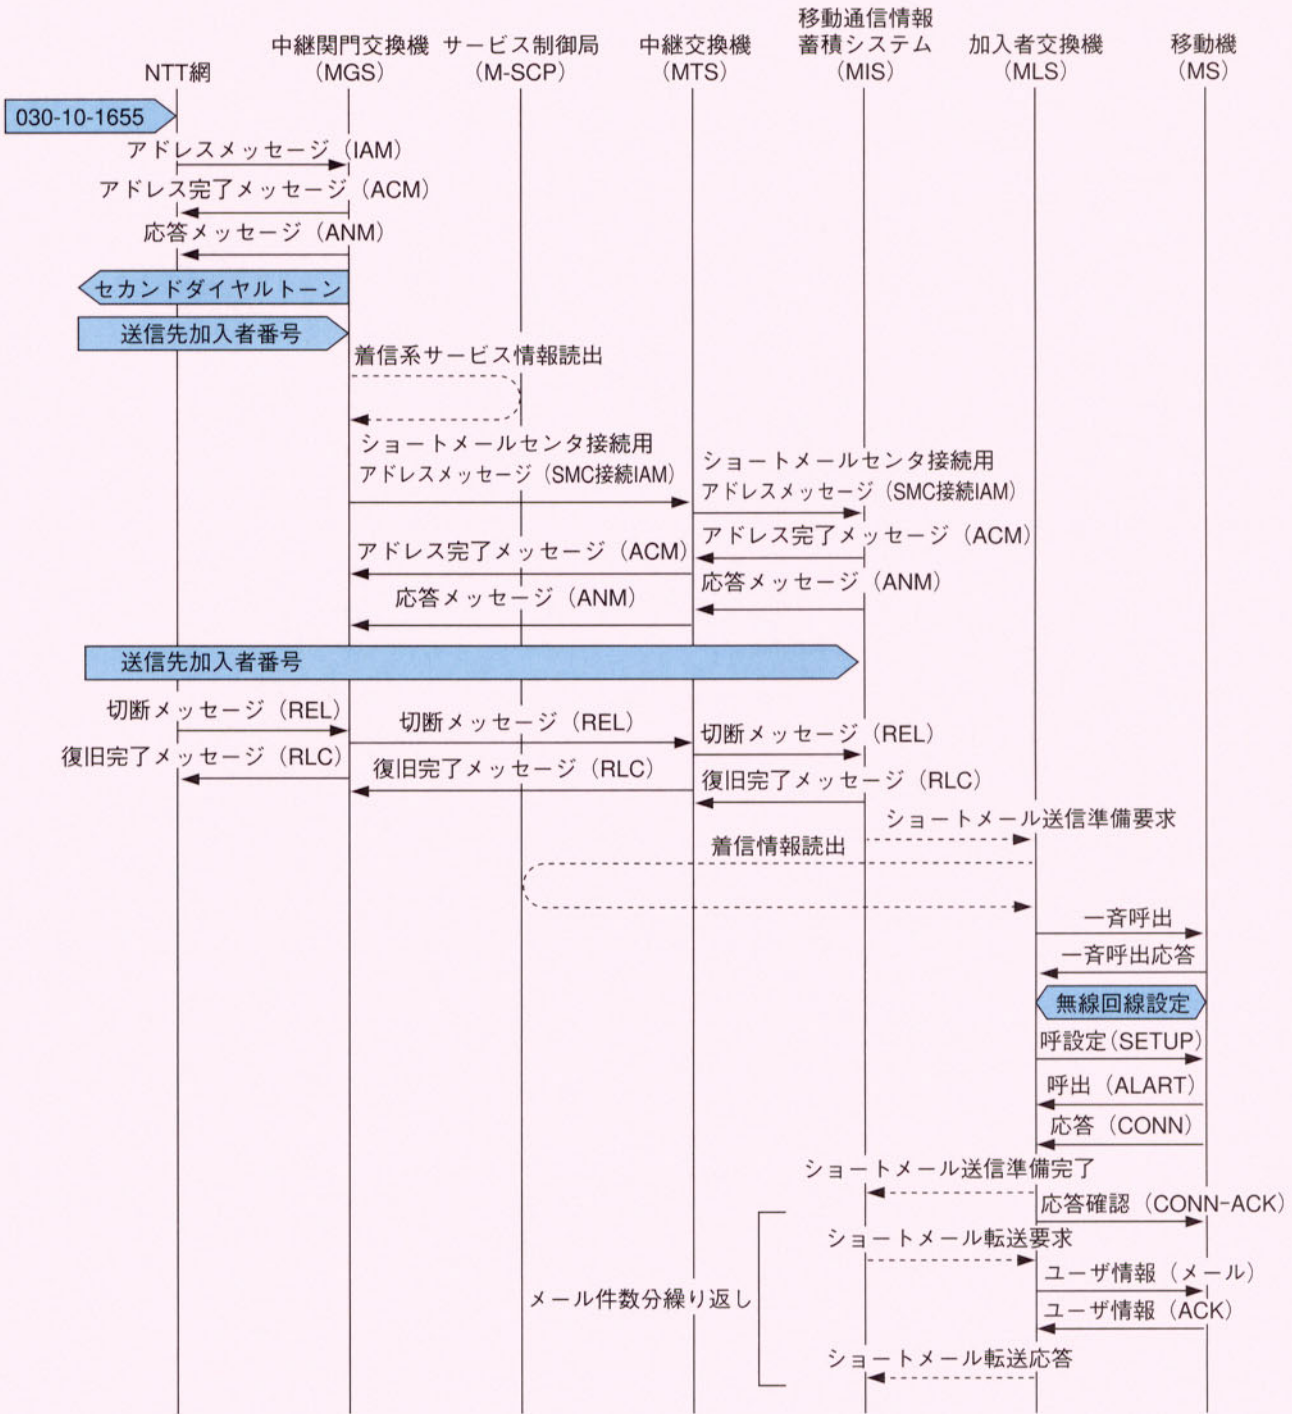 移動通信情報
中継関門交換機 サービス制御局 中継交換機 蓄積システム 加入者交換機 移動機
NTT網 (MGS) (M-SCP) (MTS) (MIS) (MLS) (MS)
030-10-1655
アドレスメッセージ（IAM）
アドレス完了メッセージ（ACM）
応答メッセージ（ANM）
セカンドダイヤルトーン
送信先加入者番号
着信系サービス情報読出
ショートメールセンタ接続用
アドレスメッセージ（SMC接続IAM）
ショートメールセンタ接続用
アドレスメッセージ（SMC接続IAM）
アドレス完了メッセージ（ACM）
アドレス完了メッセージ（ACM）
応答メッセージ（ANM）
応答メッセージ（ANM）
送信先加入者番号
切断メッセージ（REL）
切断メッセージ（REL）
切断メッセージ（REL）
復旧完了メッセージ（RLC）
復旧完了メッセージ（RLC）
復旧完了メッセージ（RLC）
ショートメール送信準備要求
着信情報読出
一斉呼出
一斉呼出応答
無線回線設定
呼設定(SETUP)
呼出（ALART）
応答（CONN）
ショートメール送信準備完了
応答確認（CONN-ACK）
ショートメール転送要求
ユーザ情報（メール）
メール件数分繰り返し
ユーザ情報（ACK）
ショートメール転送応答